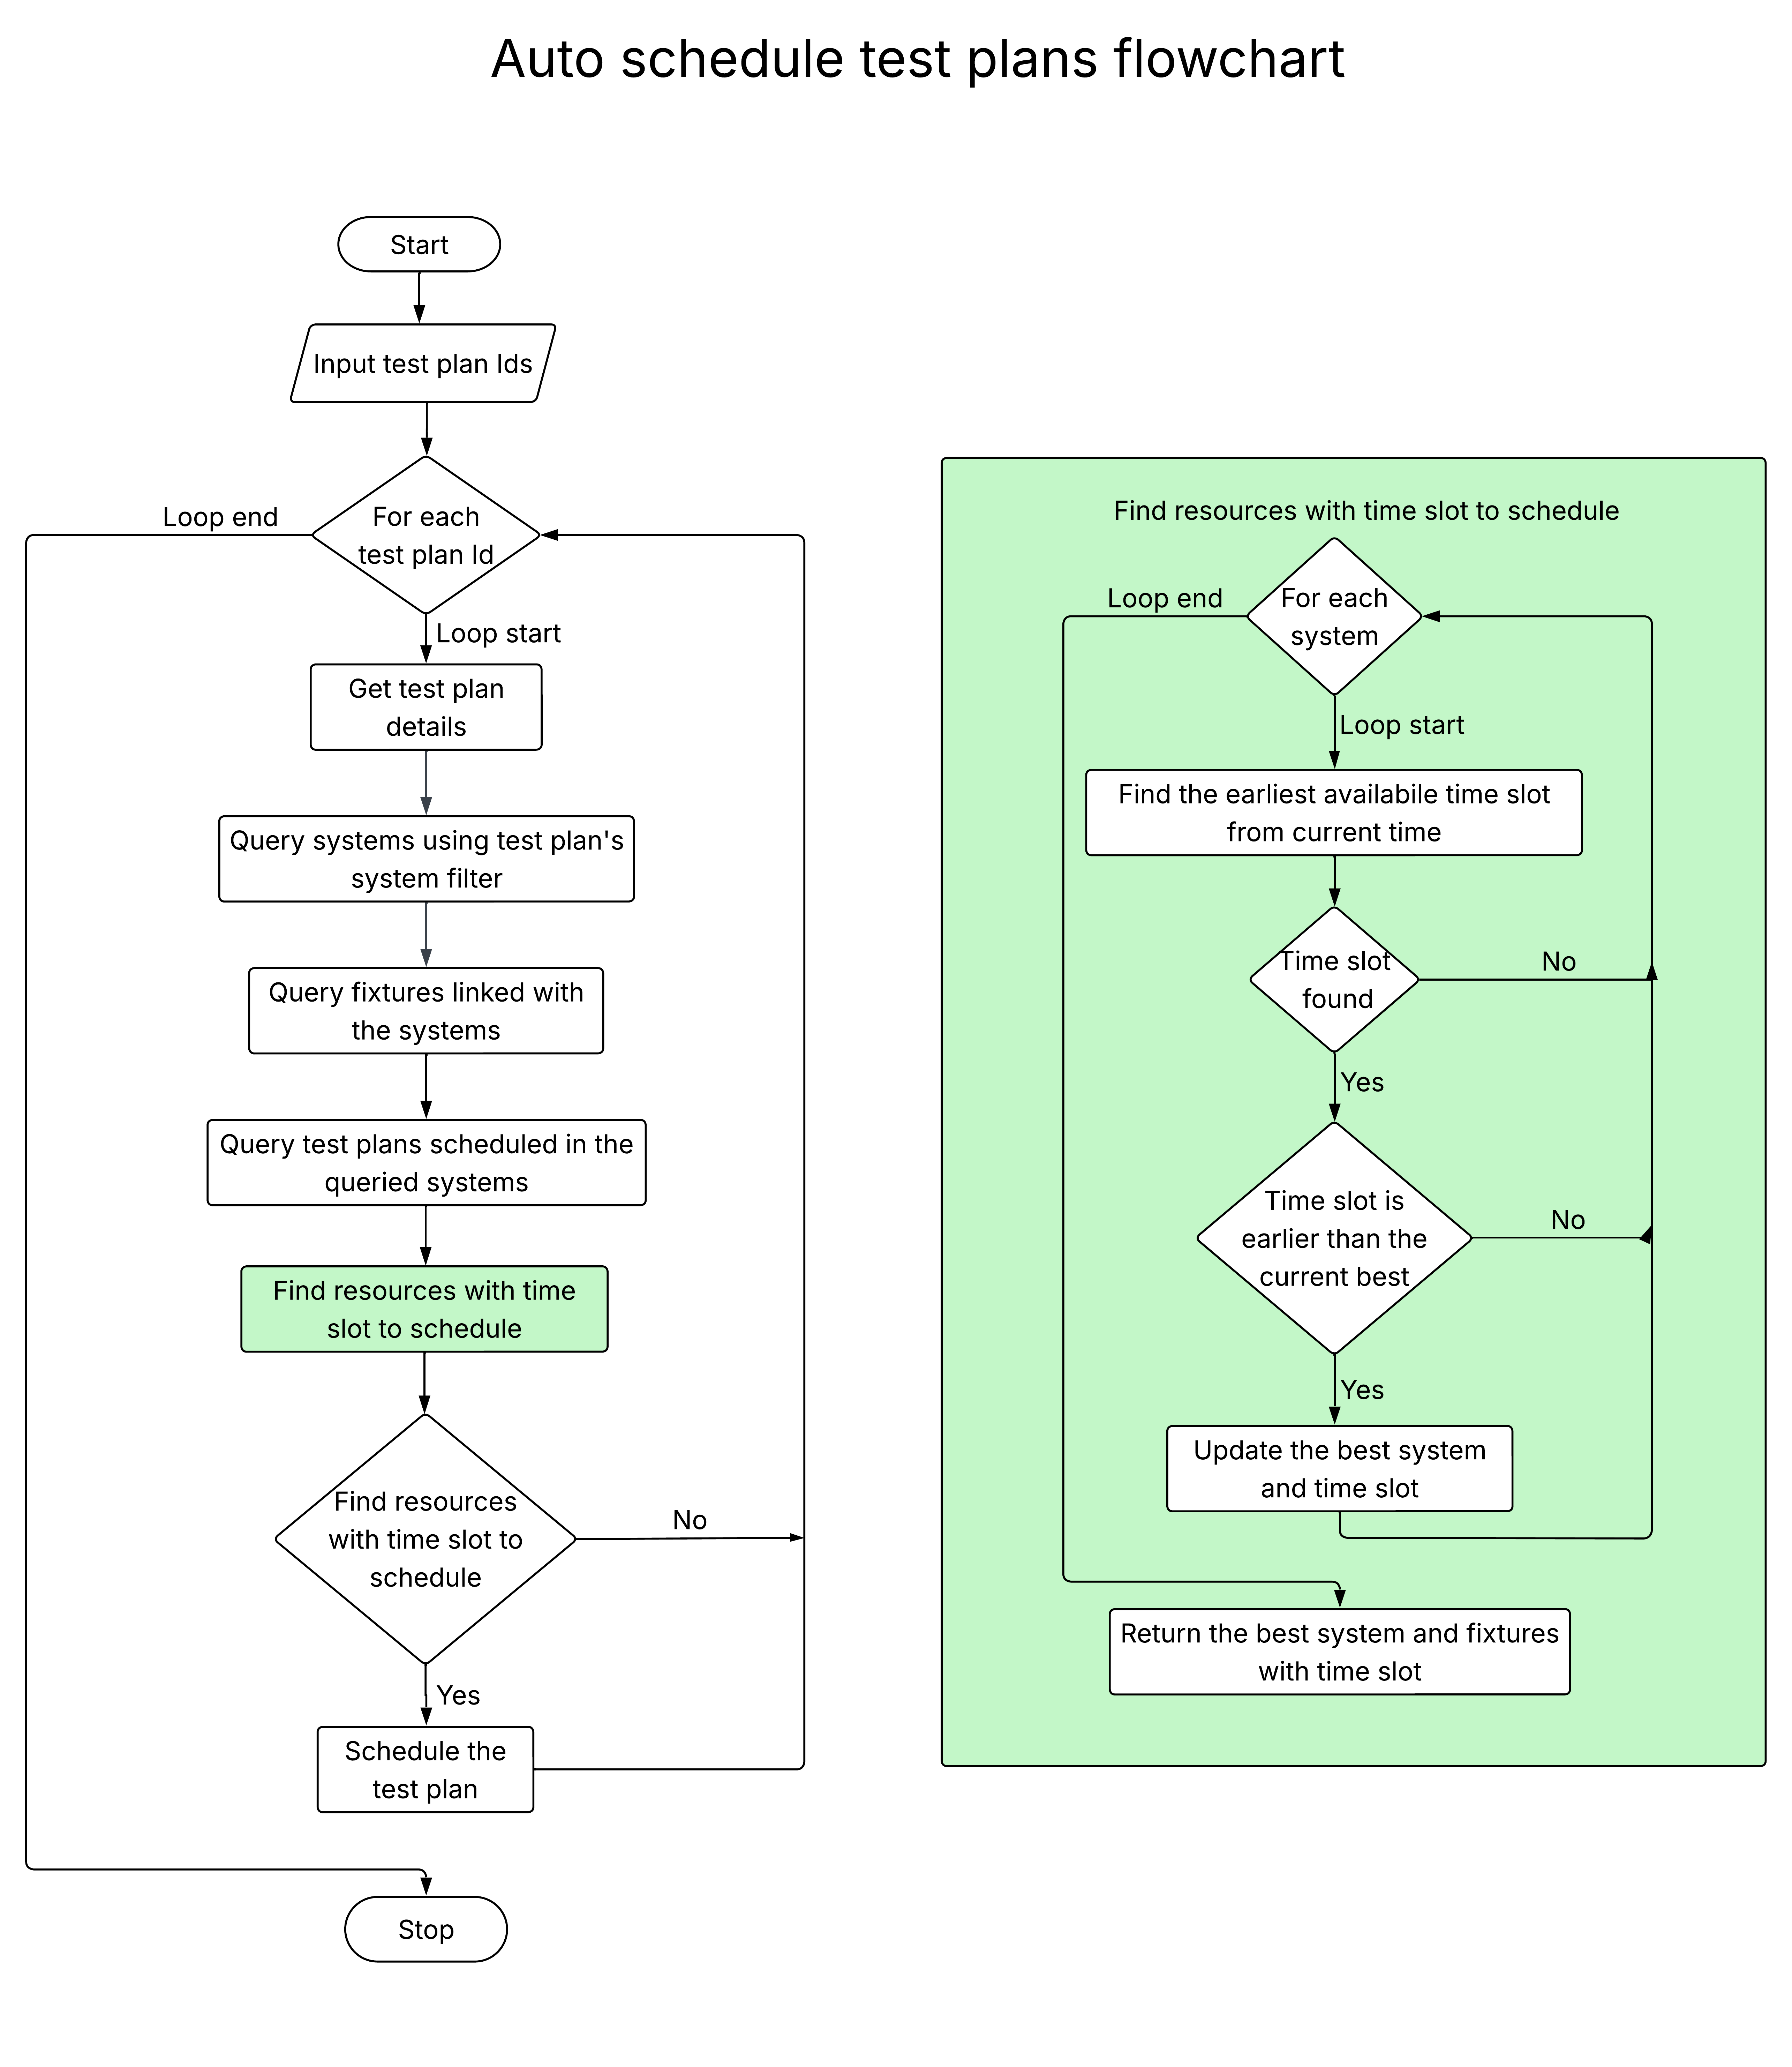 Auto schedule test plans flowchart
Start
Input test plan Ids
For each
test plan Id
Loop end
Loop start
Get test plan
details
Query systems using test plan's
system filter
Query fixtures linked with
the systems
Query test plans scheduled in the
queried systems
Find resources with time
slot to schedule
Find resources
with time slot to
schedule
No
Yes
Schedule the
test plan
Stop
Find resources with time slot to schedule
For each
system
Loop end
Loop start
Find the earliest availabile time slot
from current time
Time slot
found
No
Yes
Time slot is
earlier than the
current best
No
Yes
Update the best system
and time slot
Return the best system and fixtures
with time slot